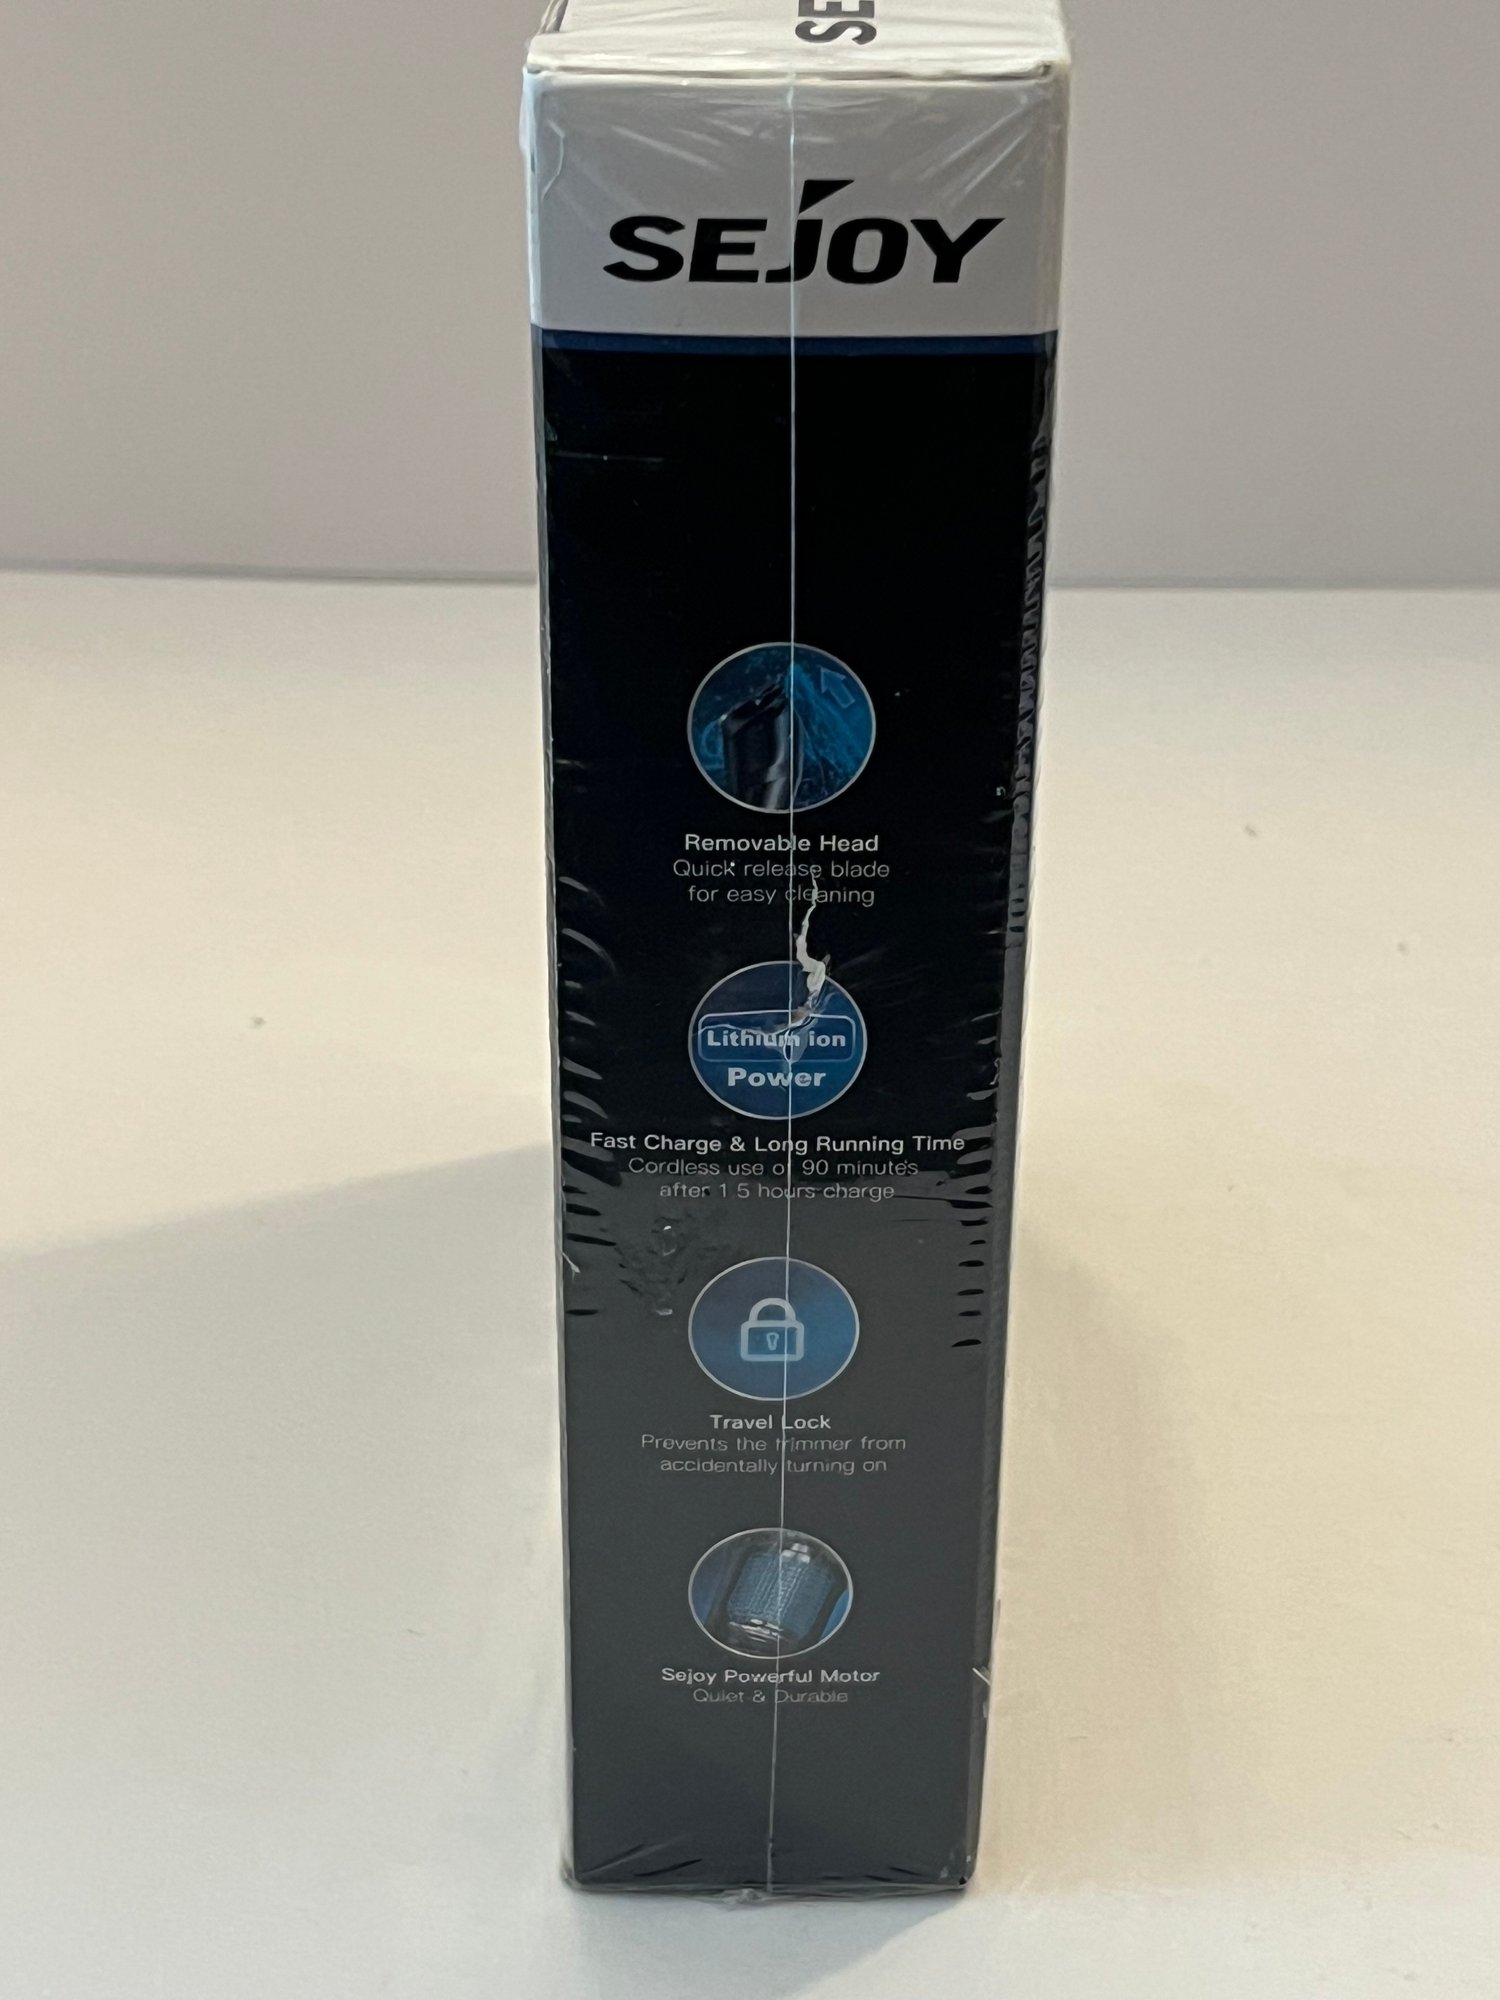 SE
SEJOY
Removable Head
Quick release blade
for easy cleaning
Lithium ion
Power
Fast Charge & Long Running Time
Cordless use of 90 minutes
after 1.5 hours charge
Travel Lock
Prevents the trimmer from
accidentally turning on
Sejoy Powerful Motor
Quiet & Durable